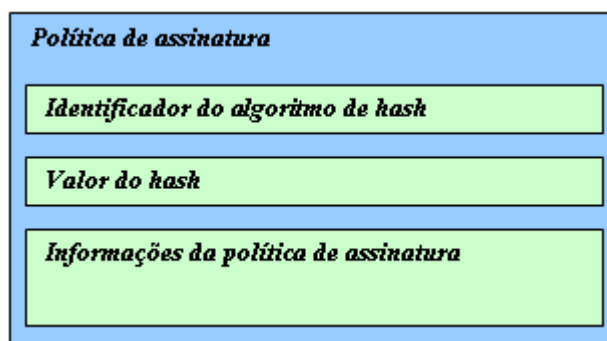 Política de assinatura
Identificador do algoritmo de hash
Valor do hash
Informações da política de assinatura